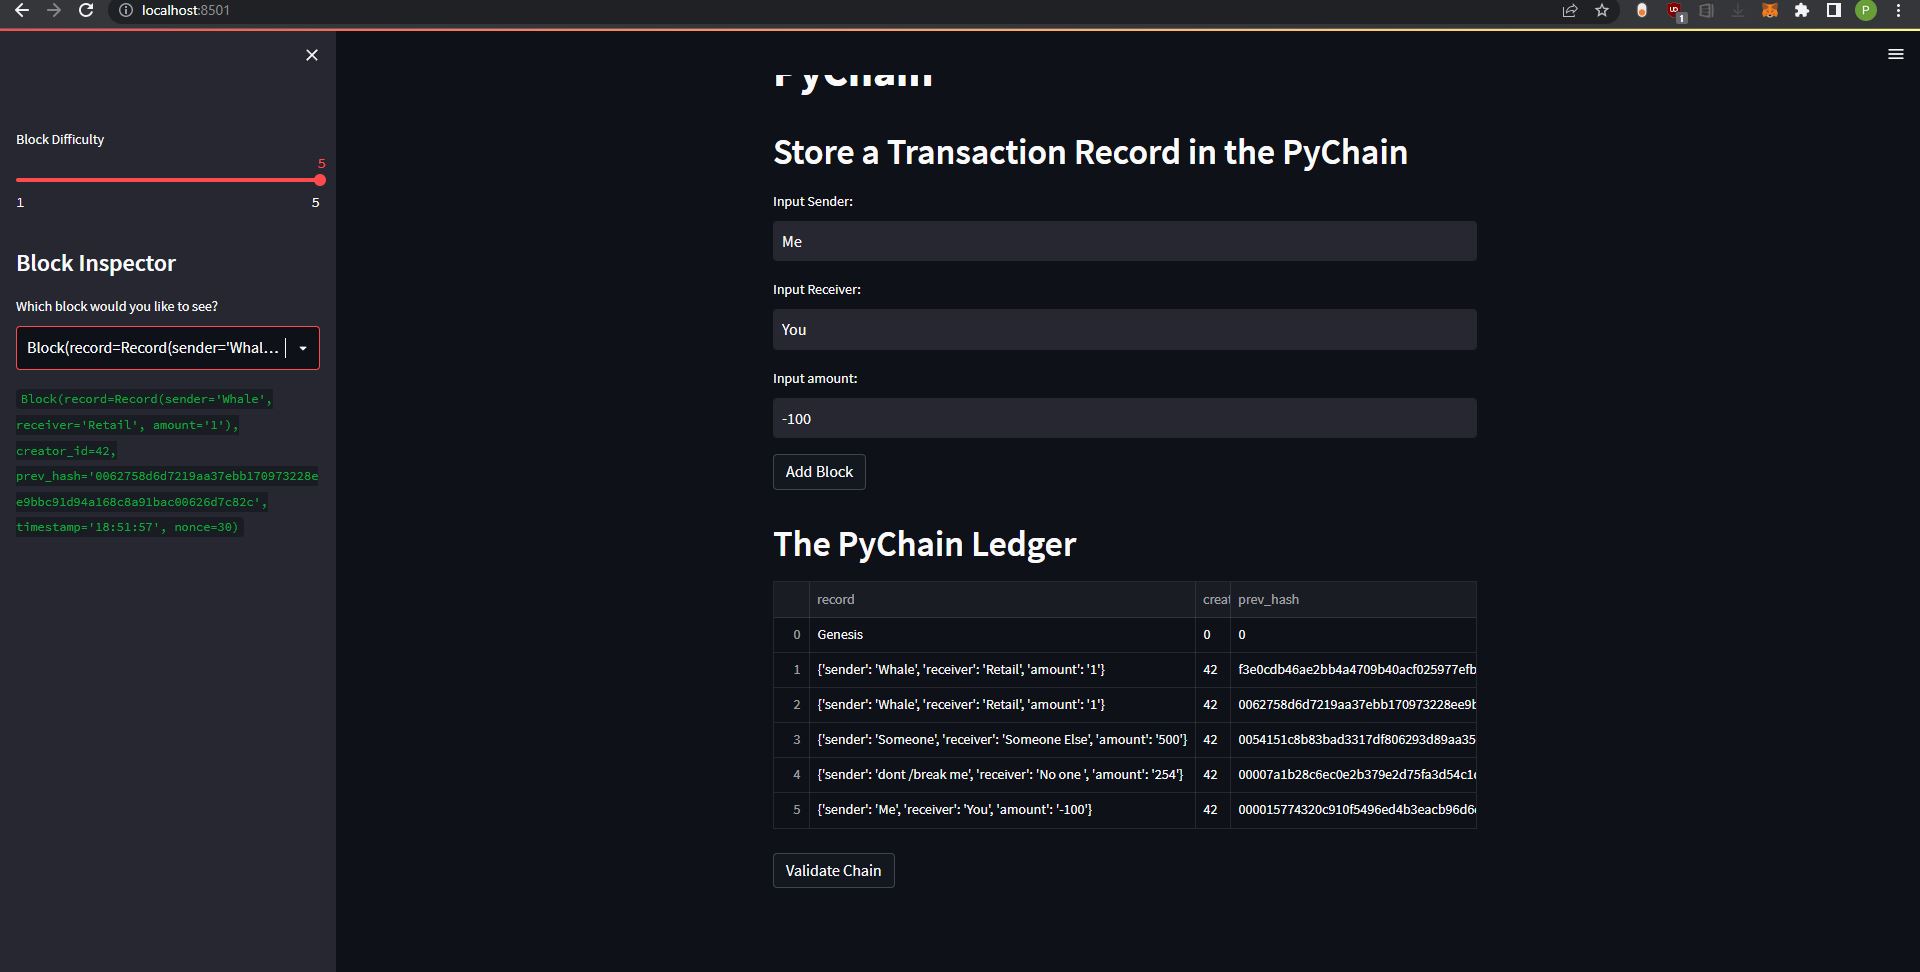 localhost:8501
1
P
PyChain
Block Difficulty
5
1 5
Block Inspector
Which block would you like to see?
Block(record=Record(sender='Whal...
Block(record=Record(sender='Whale',
receiver='Retail', amount='1'),
creator_id=42,
prev_hash='0062758d6d7219aa37ebb170973228e
e9bbc91d94a168c8a91bac00626d7c82c',
timestamp='18:51:57', nonce=30)
Store a Transaction Record in the PyChain
Input Sender:
Me
Input Receiver:
You
Input amount:
-100
Add Block
The PyChain Ledger
record creat prev_hash
0 Genesis 0 0
1 {'sender': 'Whale', 'receiver': 'Retail', 'amount': '1'} 42 f3e0cdb46ae2bb4a4709b40acf025977efb
2 {'sender': 'Whale', 'receiver': 'Retail', 'amount': '1'} 42 0062758d6d7219aa37ebb170973228ee9b
3 {'sender': 'Someone', 'receiver': 'Someone Else', 'amount': '500'} 42 0054151c8b83bad3317df806293d89aa35
4 {'sender': 'dont /break me', 'receiver': 'No one ', 'amount': '254'} 42 00007a1b28c6ec0e2b379e2d75fa3d54c1
5 {'sender': 'Me', 'receiver': 'You', 'amount': '-100'} 42 000015774320c910f5496ed4b3eacb96d6
Validate Chain